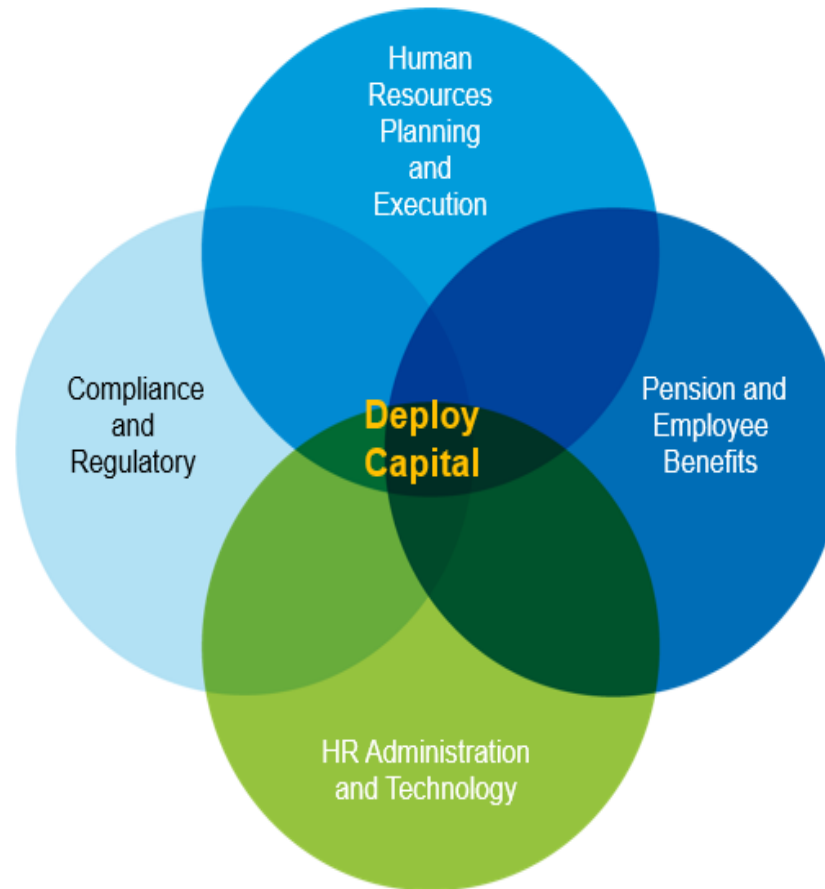 Human
Resources
Planning
and
Execution
Compliance
and
Regulatory
Deploy
Capital
Pension and
Employee
Benefits
HR Administration
and Technology